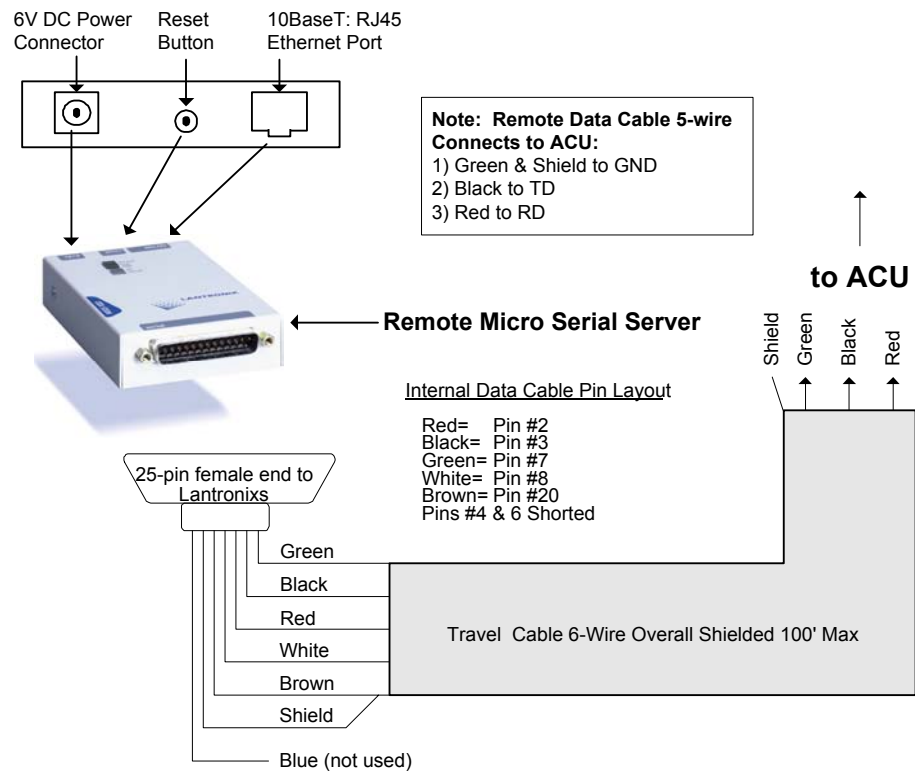 6V DC Power Connector
Reset Button
10BaseT: RJ45 Ethernet Port
Note: Remote Data Cable 5-wire
Connects to ACU:
1) Green & Shield to GND
2) Black to TD
3) Red to RD
to ACU
LANTRONIX
Remote Micro Serial Server
Shield
Green
Black
Red
Internal Data Cable Pin Layout
Red= Pin #2
Black= Pin #3
Green= Pin #7
White= Pin #8
Brown= Pin #20
Pins #4 & 6 Shorted
25-pin female end to
Lantronixs
Green
Black
Red
White
Brown
Shield
Blue (not used)
Travel Cable 6-Wire Overall Shielded 100' Max